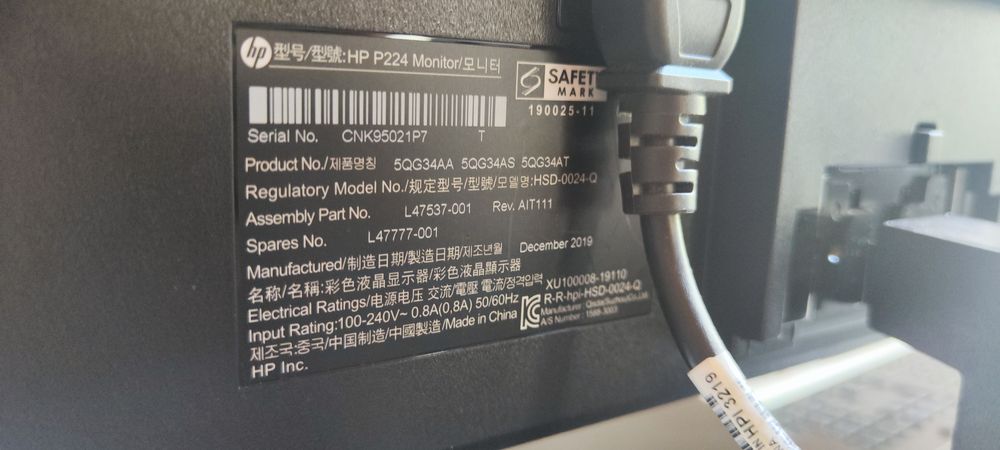 hp 型号/型號:HP P224 Monitor/모니터
SAFET
MARK
190025-11
Serial No. CNK95021P7 T
Product No./제품명칭 5QG34AA 5QG34AS 5QG34AT
Regulatory Model No./规定型号/型號/모델명:HSD-0024-Q
Assembly Part No. L47537-001 Rev. AIT111
Spares No. L47777-001
Manufactured/制造日期/製造日期/제조년월 December 2019
名称/名稱:彩色液晶显示器/彩色液晶顯示器
Electrical Ratings/电源电压 交流/電壓 電流/정격입력
Input Rating:100-240V~ 0.8A(0,8A) 50/60Hz
제조국:중국/中国制造/中國製造/Made in China
HP Inc.
XU100008-19110
R-R-hpi-HSD-0024-Q
Manufacturer :
A/S Number : 1588-3003
IN HPI 3219